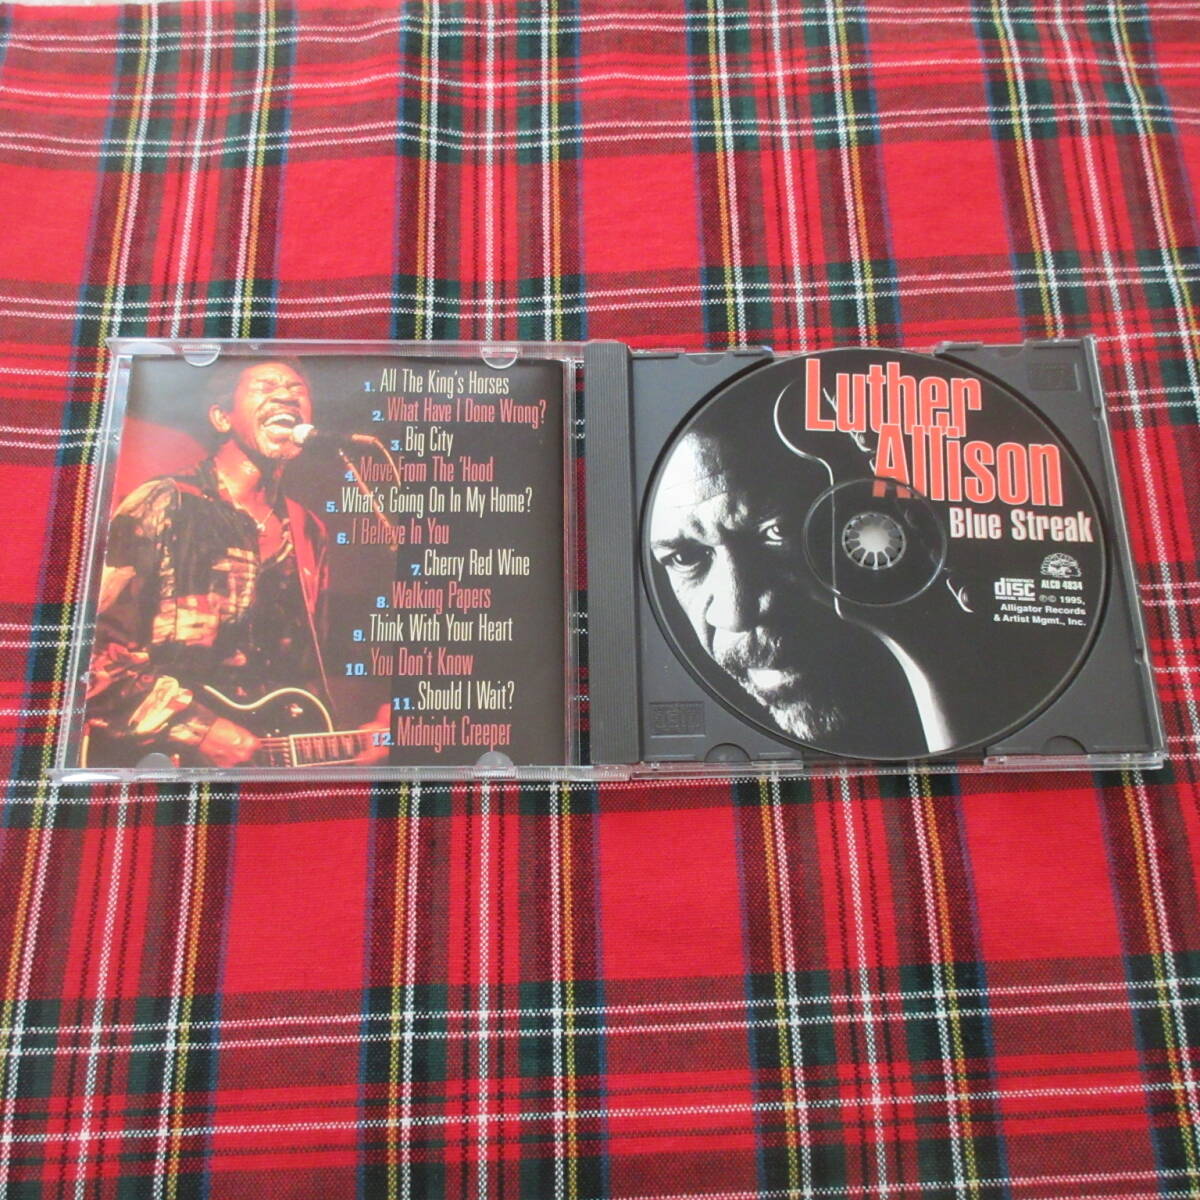 1. All The King's Horses
2. What Have I Done Wrong?
3. Big City
4. Move From The 'Hood
5. What's Going On In My Home?
6. I Believe In You
7. Cherry Red Wine
8. Walking Papers
9. Think With Your Heart
10. You Don't Know
11. Should I Wait?
12. Midnight Creeper
Luther
Allison
Blue Streak
ALCD 4834
disc
DIGITAL AUDIO
℗© 1995,
Alligator Records
& Artist Mgmt., Inc.